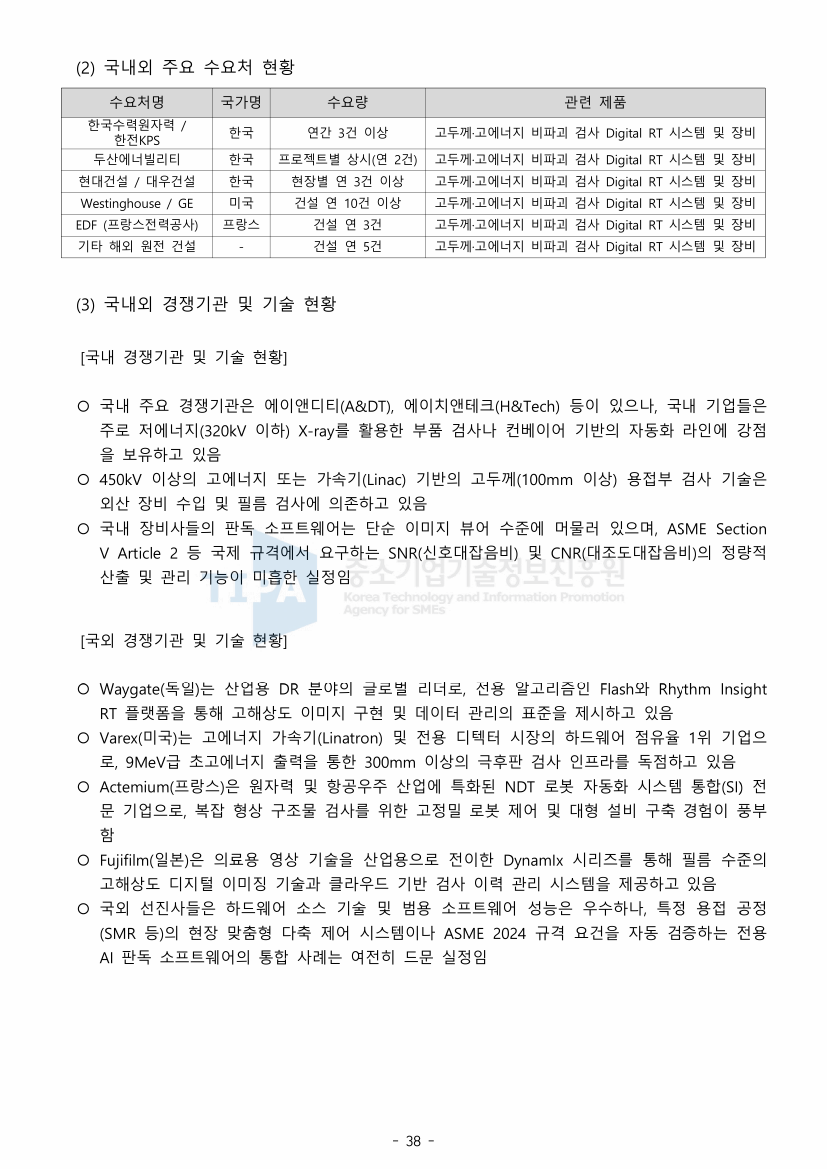 (2) 국내외 주요 수요처 현황
수요처명 국가명 수요량 관련 제품
한국수력원자력 /
한전KPS 한국 연간 3건 이상 고두께·고에너지 비파괴 검사 Digital RT 시스템 및 장비
두산에너빌리티 한국 프로젝트별 상시(연 2건) 고두께·고에너지 비파괴 검사 Digital RT 시스템 및 장비
현대건설 / 대우건설 한국 현장별 연 3건 이상 고두께·고에너지 비파괴 검사 Digital RT 시스템 및 장비
Westinghouse / GE 미국 건설 연 10건 이상 고두께·고에너지 비파괴 검사 Digital RT 시스템 및 장비
EDF (프랑스전력공사) 프랑스 건설 연 3건 고두께·고에너지 비파괴 검사 Digital RT 시스템 및 장비
기타 해외 원전 건설 - 건설 연 5건 고두께·고에너지 비파괴 검사 Digital RT 시스템 및 장비
(3) 국내외 경쟁기관 및 기술 현황
[국내 경쟁기관 및 기술 현황]
○ 국내 주요 경쟁기관은 에이앤디티(A&DT), 에이치앤테크(H&Tech) 등이 있으나, 국내 기업들은
주로 저에너지(320kV 이하) X-ray를 활용한 부품 검사나 컨베이어 기반의 자동화 라인에 강점
을 보유하고 있음
○ 450kV 이상의 고에너지 또는 가속기(Linac) 기반의 고두께(100mm 이상) 용접부 검사 기술은
외산 장비 수입 및 필름 검사에 의존하고 있음
○ 국내 장비사들의 판독 소프트웨어는 단순 이미지 뷰어 수준에 머물러 있으며, ASME Section
V Article 2 등 국제 규격에서 요구하는 SNR(신호대잡음비) 및 CNR(대조도대잡음비)의 정량적
산출 및 관리 기능이 미흡한 실정임
TIPA 중소기업기술정보진흥원
Korea Technology and Information Promotion
Agency for SMEs
[국외 경쟁기관 및 기술 현황]
○ Waygate(독일)는 산업용 DR 분야의 글로벌 리더로, 전용 알고리즘인 Flash와 Rhythm Insight
RT 플랫폼을 통해 고해상도 이미지 구현 및 데이터 관리의 표준을 제시하고 있음
○ Varex(미국)는 고에너지 가속기(Linatron) 및 전용 디텍터 시장의 하드웨어 점유율 1위 기업으
로, 9MeV급 초고에너지 출력을 통한 300mm 이상의 극후판 검사 인프라를 독점하고 있음
○ Actemium(프랑스)은 원자력 및 항공우주 산업에 특화된 NDT 로봇 자동화 시스템 통합(SI) 전
문 기업으로, 복잡 형상 구조물 검사를 위한 고정밀 로봇 제어 및 대형 설비 구축 경험이 풍부
함
○ Fujifilm(일본)은 의료용 영상 기술을 산업용으로 전이한 DynamIx 시리즈를 통해 필름 수준의
고해상도 디지털 이미징 기술과 클라우드 기반 검사 이력 관리 시스템을 제공하고 있음
○ 국외 선진사들은 하드웨어 소스 기술 및 범용 소프트웨어 성능은 우수하나, 특정 용접 공정
(SMR 등)의 현장 맞춤형 다축 제어 시스템이나 ASME 2024 규격 요건을 자동 검증하는 전용
AI 판독 소프트웨어의 통합 사례는 여전히 드문 실정임
- 38 -